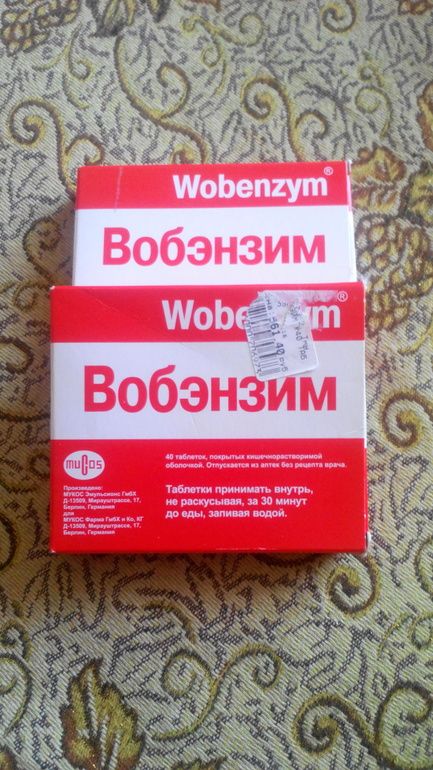 Wobenzym®
Вобэнзим
Wobenzym®
Вобэнзим
40 таблеток, покрытых кишечнорастворимой
оболочкой. Отпускается из аптек без рецепта врача.
mucos
Произведено:
МУКОС Эмульсионс ГмбХ
Д-13509, Мирауштрассе, 17,
Берлин, Германия
для
МУКОС Фарма ГмбХ и Ко, КГ
Д-13509, Мирауштрассе, 17,
Берлин, Германия
Таблетки принимать внутрь,
не раскусывая, за 30 минут
до еды, запивая водой.